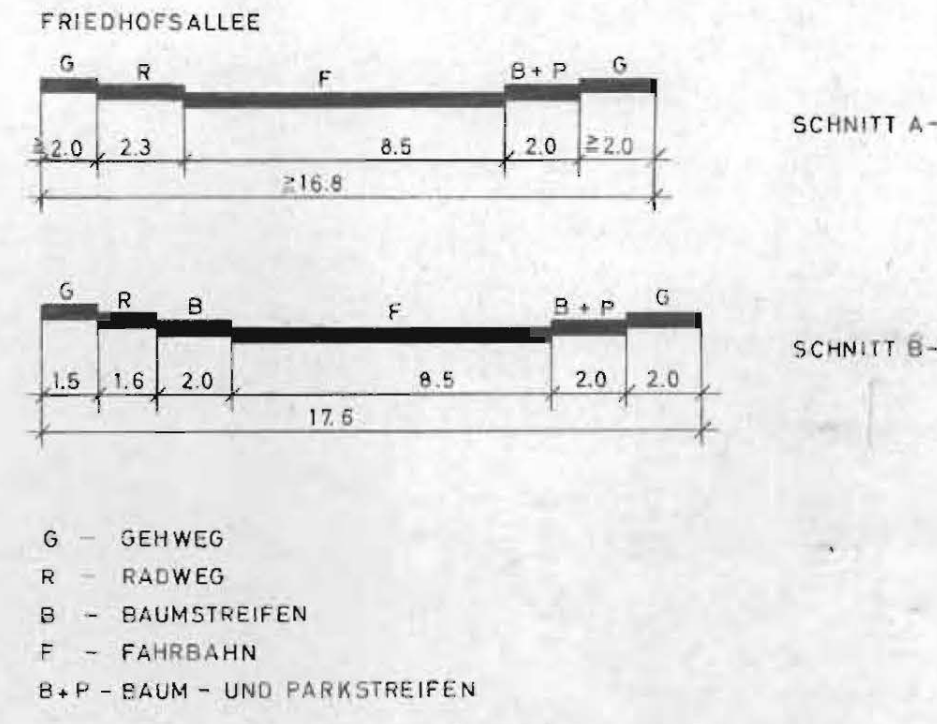 FRIEDHOFSALLEE
G R F B+P G
≥2.0 2.3 8.5 2.0 ≥2.0
≥16.8
SCHNITT A-
G R B F B+P G
1.5 1.6 2.0 8.5 2.0 2.0
17.6
SCHNITT B-
G - GEHWEG
R - RADWEG
B - BAUMSTREIFEN
F - FAHRBAHN
B+P - BAUM - UND PARKSTREIFEN